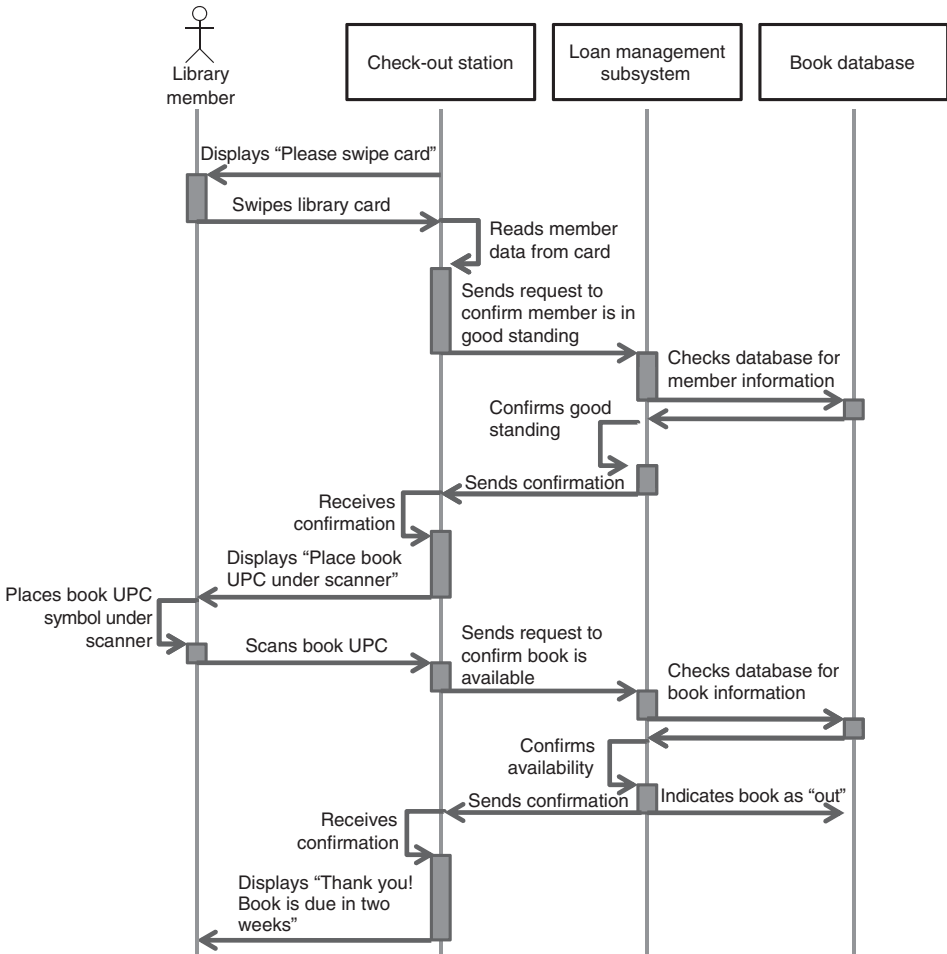 Library
member
Check-out station
Loan management
subsystem
Book database
Displays “Please swipe card”
Swipes library card
Reads member
data from card
Sends request to
confirm member is in
good standing
Checks database for
member information
Confirms good
standing
Sends confirmation
Receives
confirmation
Displays “Place book
UPC under scanner”
Places book UPC
symbol under
scanner
Scans book UPC
Sends request to
confirm book is
available
Checks database for
book information
Confirms
availability
Sends confirmation
Indicates book as “out”
Receives
confirmation
Displays “Thank you!
Book is due in two
weeks”